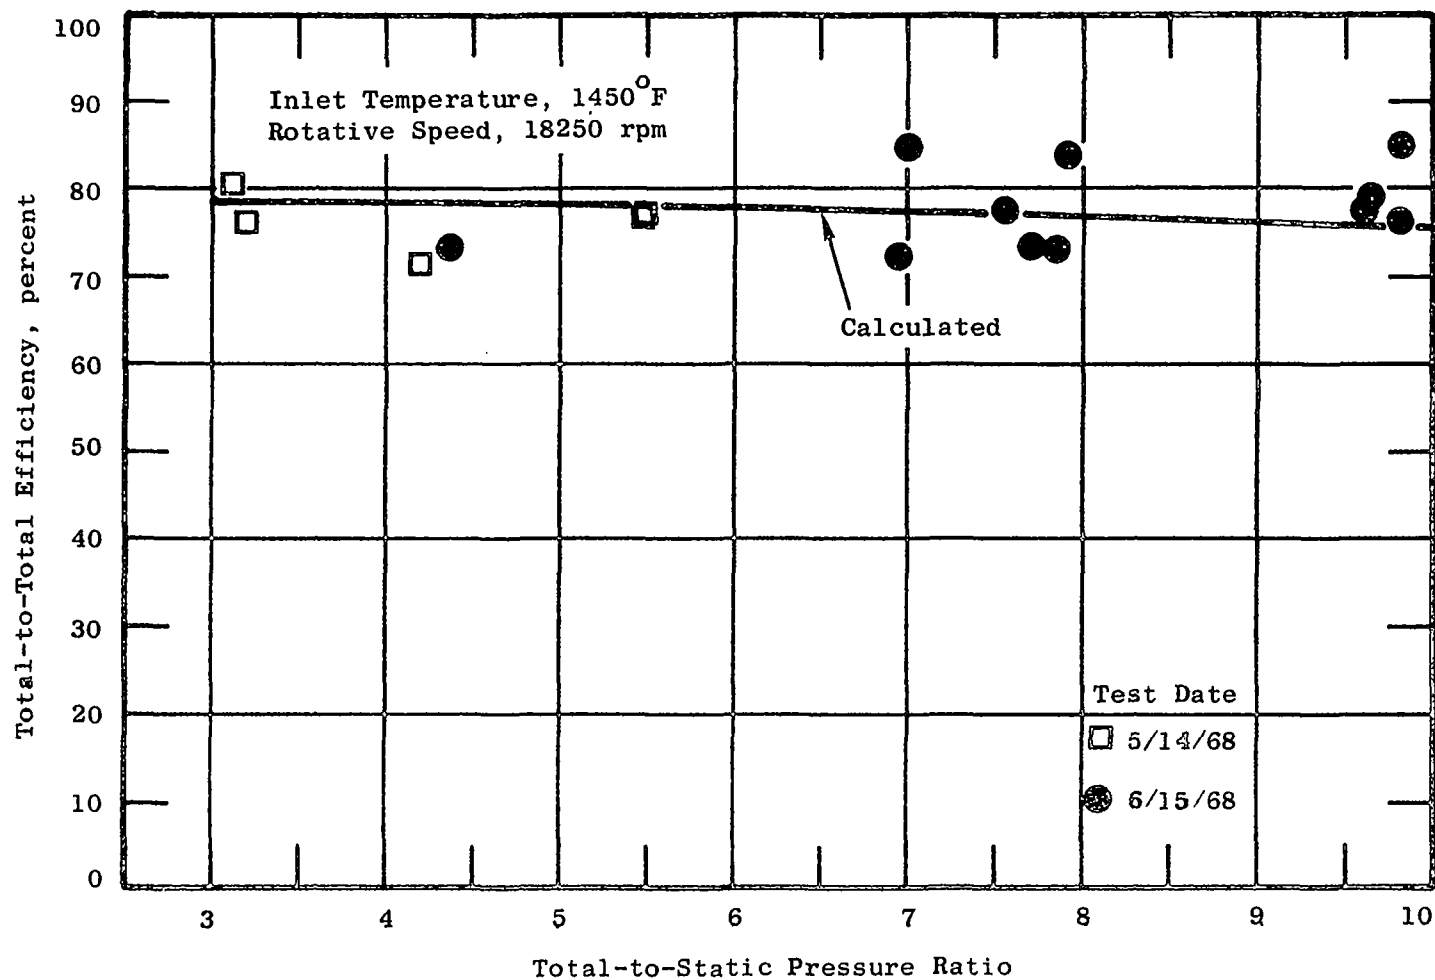 100
90
80
70
60
50
40
30
20
10
0
Total-to-Total Efficiency, percent
Inlet Temperature, 1450°F
Rotative Speed, 18250 rpm
Calculated
Test Date
5/14/68
6/15/68
3 4 5 6 7 8 9 10
Total-to-Static Pressure Ratio